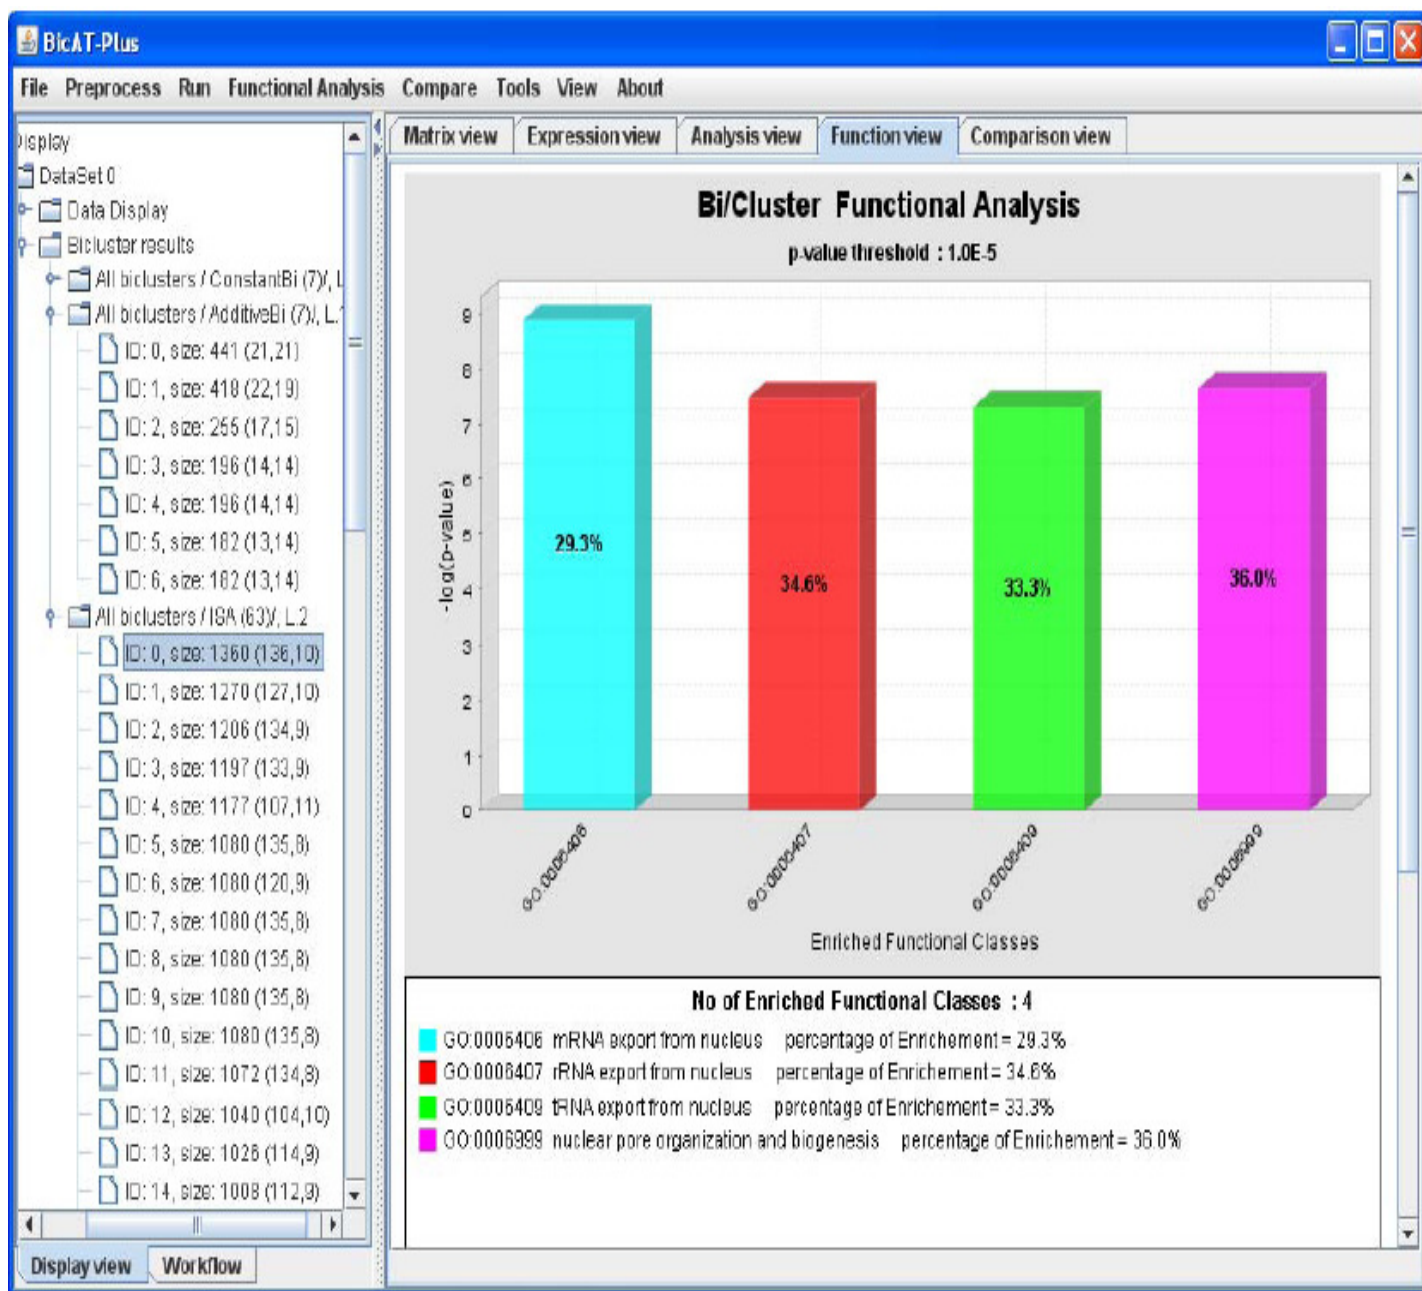 BicAT-Plus
File Preprocess Run Functional Analysis Compare Tools View About
Display
DataSet 0
Data Display
Bicluster results
All biclusters / ConstantBi (7)/, L
All biclusters / AdditiveBi (7)/, L.1
ID: 0, size: 441 (21,21)
ID: 1, size: 418 (22,19)
ID: 2, size: 255 (17,15)
ID: 3, size: 196 (14,14)
ID: 4, size: 196 (14,14)
ID: 5, size: 182 (13,14)
ID: 6, size: 182 (13,14)
All biclusters / ISA (63)/, L.2
ID: 0, size: 1360 (136,10)
ID: 1, size: 1270 (127,10)
ID: 2, size: 1206 (134,9)
ID: 3, size: 1197 (133,9)
ID: 4, size: 1177 (107,11)
ID: 5, size: 1080 (135,8)
ID: 6, size: 1080 (120,9)
ID: 7, size: 1080 (135,8)
ID: 8, size: 1080 (135,8)
ID: 9, size: 1080 (135,8)
ID: 10, size: 1080 (135,8)
ID: 11, size: 1072 (134,8)
ID: 12, size: 1040 (104,10)
ID: 13, size: 1026 (114,9)
ID: 14, size: 1008 (112,9)
Display view Workflow
Matrix view Expression view Analysis view Function view Comparison view
Bi/Cluster Functional Analysis
p-value threshold : 1.0E-5
-log(p-value)
9
8
7
6
5
4
3
2
1
0
29.3% 34.6% 33.3% 36.0%
GO:0006406 GO:0006407 GO:0006409 GO:0006999
Enriched Functional Classes
No of Enriched Functional Classes : 4
GO:0006406 mRNA export from nucleus percentage of Enrichement = 29.3%
GO:0006407 rRNA export from nucleus percentage of Enrichement = 34.6%
GO:0006409 tRNA export from nucleus percentage of Enrichement = 33.3%
GO:0006999 nuclear pore organization and biogenesis percentage of Enrichement = 36.0%